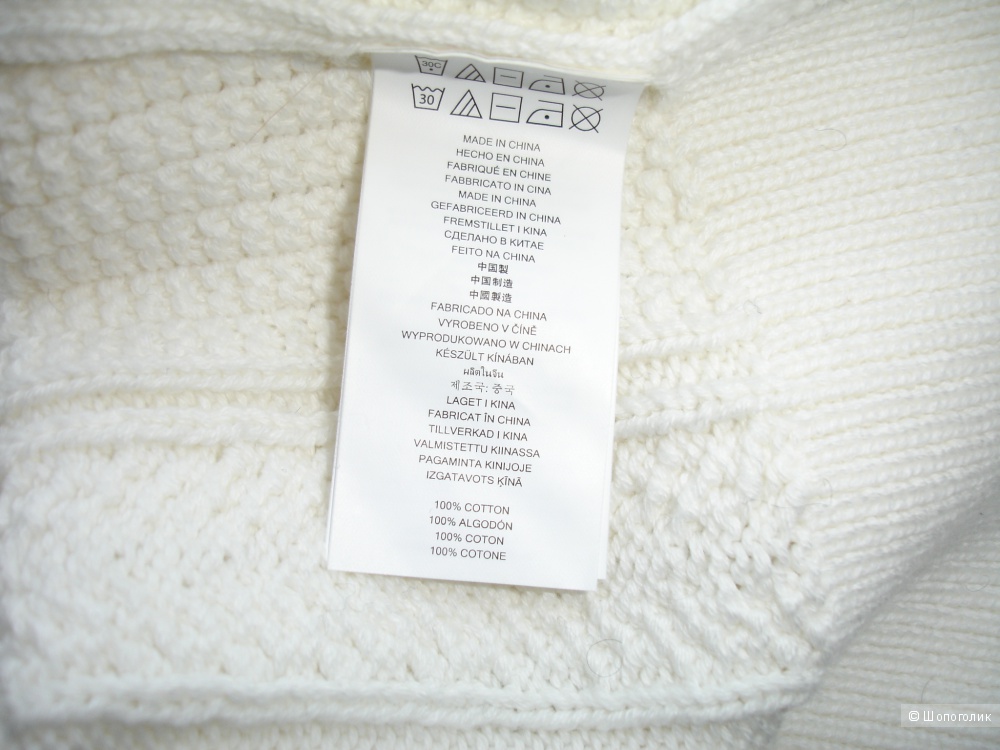 30C
30
MADE IN CHINA
HECHO EN CHINA
FABRIQUÉ EN CHINE
FABBRICATO IN CINA
MADE IN CHINA
GEFABRICEERD IN CHINA
FREMSTILLET I KINA
СДЕЛАНО В КИТАЕ
FEITO NA CHINA
中国製
中国制造
中國製造
FABRICADO NA CHINA
VYROBENO V ČÍNĚ
WYPRODUKOWANO W CHINACH
KÉSZÜLT KÍNÁBAN
ผลิตในจีน
제조국: 중국
LAGET I KINA
FABRICAT ÎN CHINA
TILLVERKAD I KINA
VALMISTETTU KIINASSA
PAGAMINTA KINIJOJE
IZGATAVOTS ĶĪNĀ
100% COTTON
100% ALGODÓN
100% COTON
100% COTONE
© Шопоголик